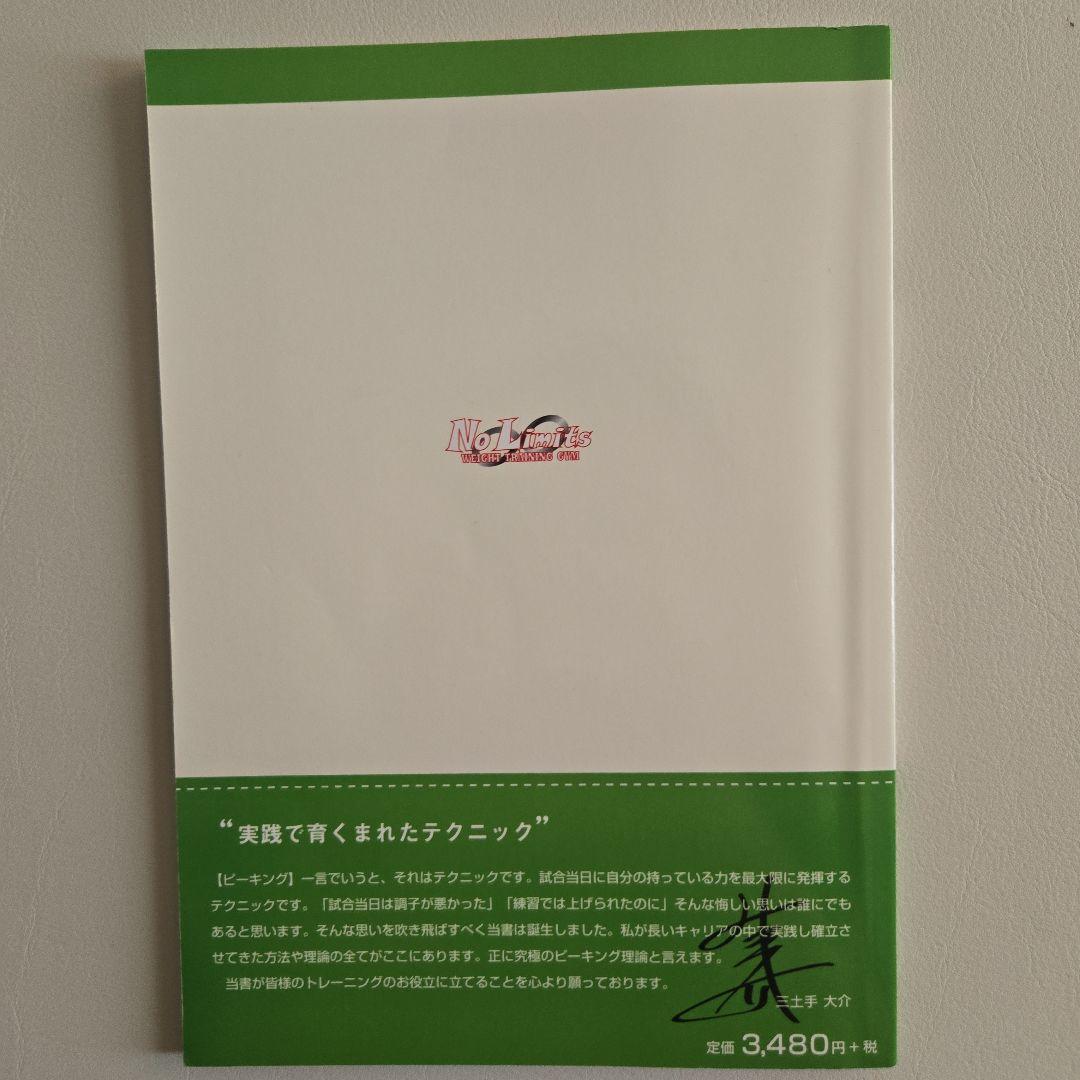 No Limits
WEIGHT TRAINING GYM
“実践で育くまれたテクニック”
【ピーキング】一言でいうと、それはテクニックです。試合当日に自分の持っている力を最大限に発揮する
テクニックです。「試合当日は調子が悪かった」「練習では上げられたのに」そんな悔しい思いは誰にでも
あると思います。そんな思いを吹き飛ばすべく当書は誕生しました。私が長いキャリアの中で実践し確立さ
せてきた方法や理論の全てがここにあります。正に究極のピーキング理論と言えます。
当書が皆様のトレーニングのお役に立てることを心より願っております。
三土手 大介
定価 3,480円＋税